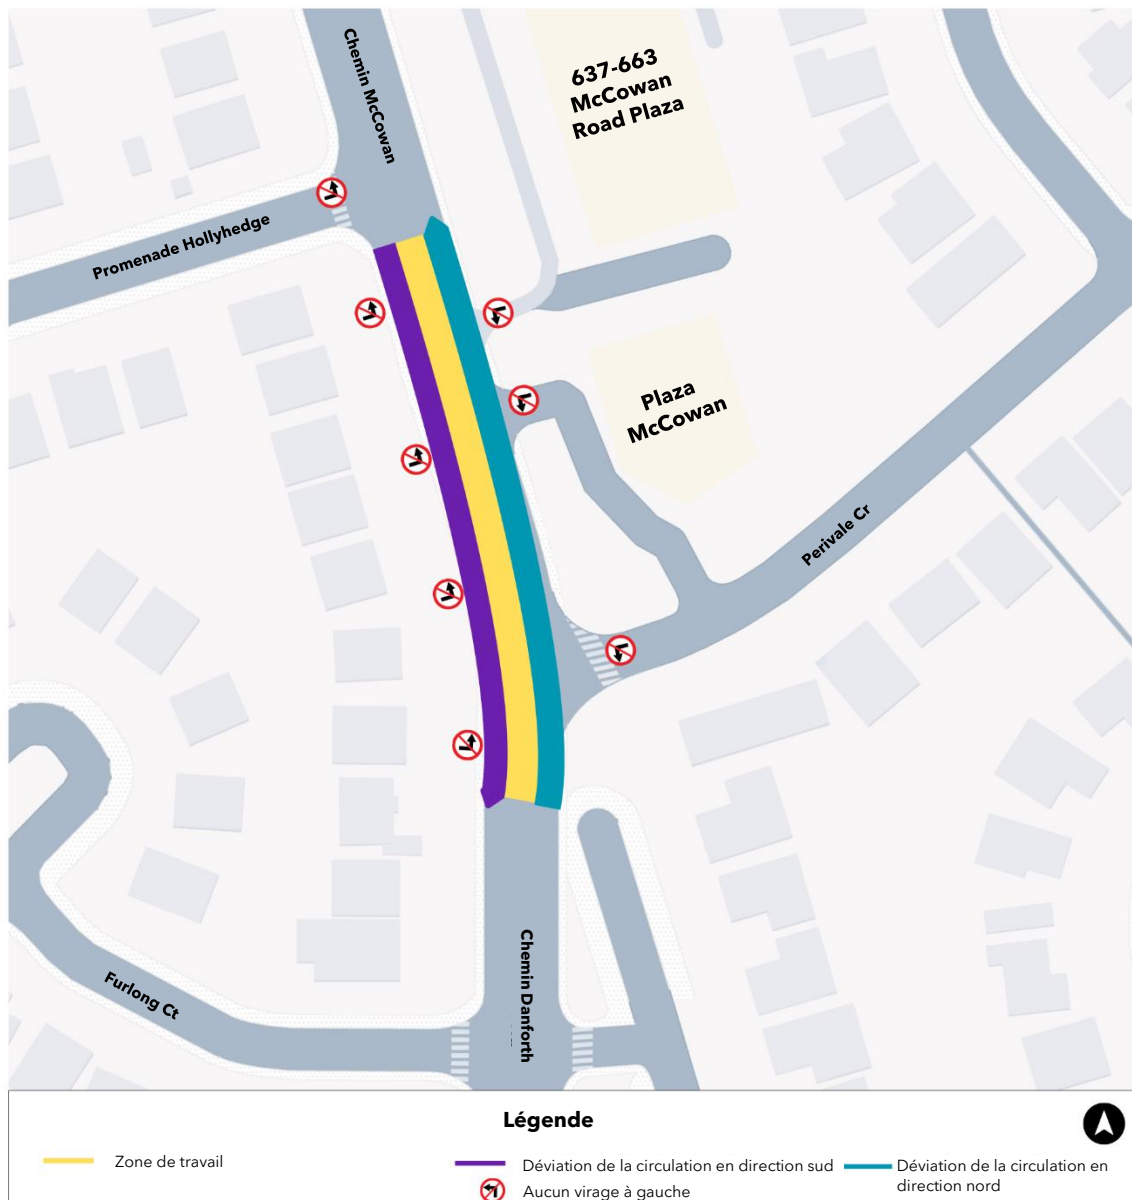 Chemin McCowan
637-663
McCowan
Road Plaza
Promenade Hollyhedge
Plaza
McCowan
Perivale Cr
Chemin Danforth
Furlong Ct
Légende
Zone de travail
Déviation de la circulation en direction sud
Aucun virage à gauche
Déviation de la circulation en
direction nord